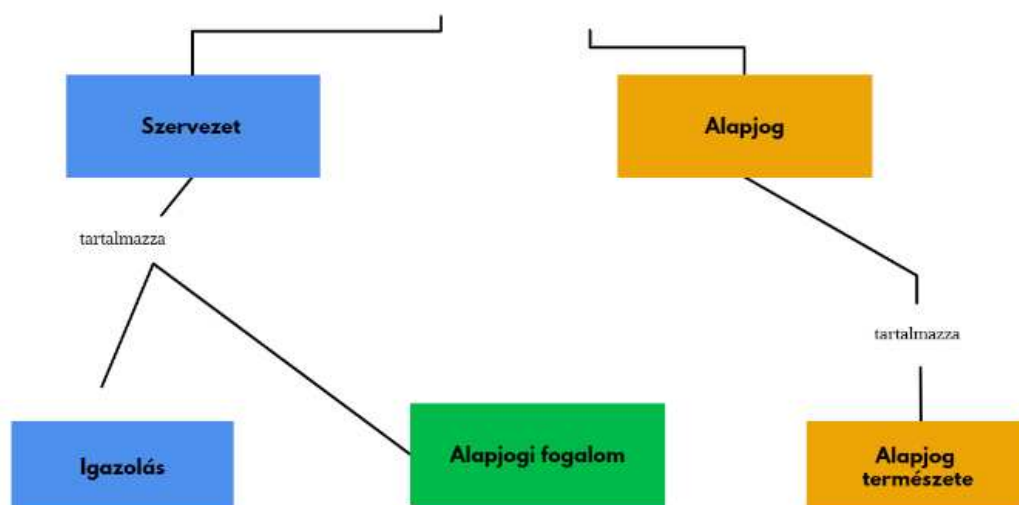 Szervezet
Alapjog
tartalmazza
tartalmazza
Igazolás
Alapjogi fogalom
Alapjog
természete